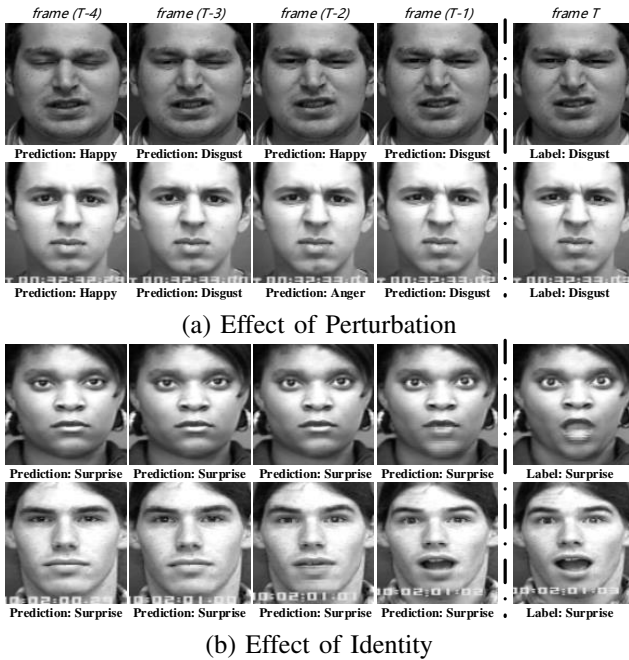 frame (T-4) frame (T-3) frame (T-2) frame (T-1) frame T
Prediction: Happy Prediction: Disgust Prediction: Happy Prediction: Disgust Label: Disgust
Prediction: Happy Prediction: Disgust Prediction: Anger Prediction: Disgust Label: Disgust
(a) Effect of Perturbation
Prediction: Surprise Prediction: Surprise Prediction: Surprise Prediction: Surprise Label: Surprise
Prediction: Surprise Prediction: Surprise Prediction: Surprise Prediction: Surprise Label: Surprise
(b) Effect of Identity